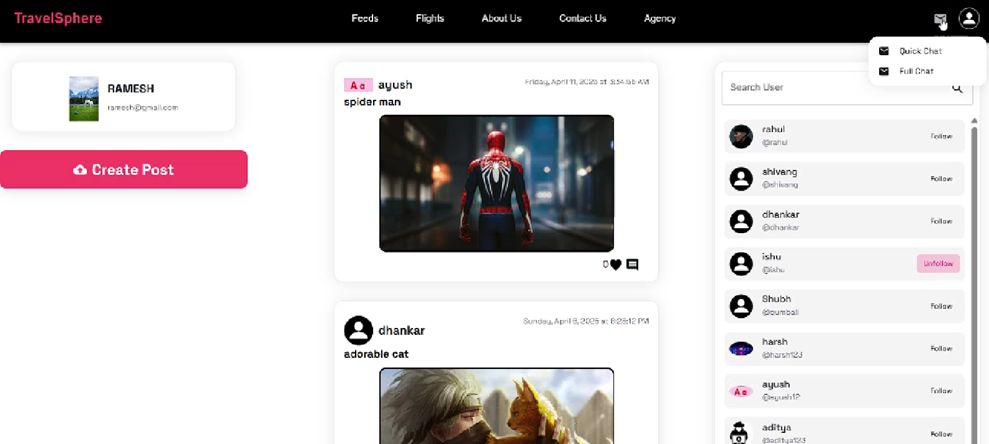 TravelSphere
Feeds Flights About Us Contact Us Agency
Quick Chat
Full Chat
RAMESH
ramesh@gmail.com
Create Post
Aa ayush
Friday, April 11, 2025 at 3:34:55 AM
spider man
0
dhankar
Sunday, April 6, 2025 at 6:28:12 PM
adorable cat
Search User
rahul
@rahul
Follow
shivang
@shivang
Follow
dhankar
@dhankar
Follow
ishu
@ishu
Unfollow
Shubh
@gumball
Follow
harsh
@harsh123
Follow
Aa ayush
@ayush12
Follow
aditya
@aditya123
Follow